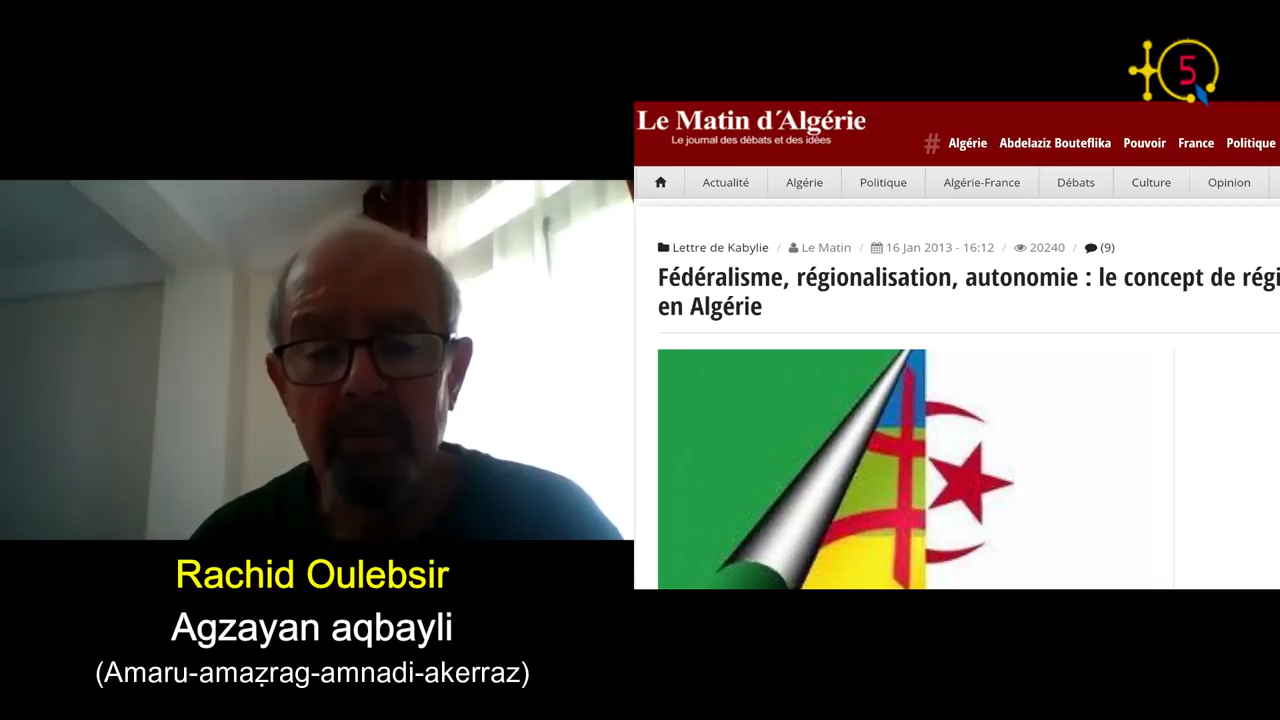 5
Le Matin d´Algérie
Le journal des débats et des idées
# Algérie Abdelaziz Bouteflika Pouvoir France Politique
Actualité Algérie Politique Algérie-France Débats Culture Opinion
Lettre de Kabylie / Le Matin / 16 Jan 2013 - 16:12 / 20240 / (9)
Fédéralisme, régionalisation, autonomie : le concept de régi
en Algérie
Rachid Oulebsir
Agzayan aqbayli
(Amaru-amaẓrag-amnadi-akerraz)